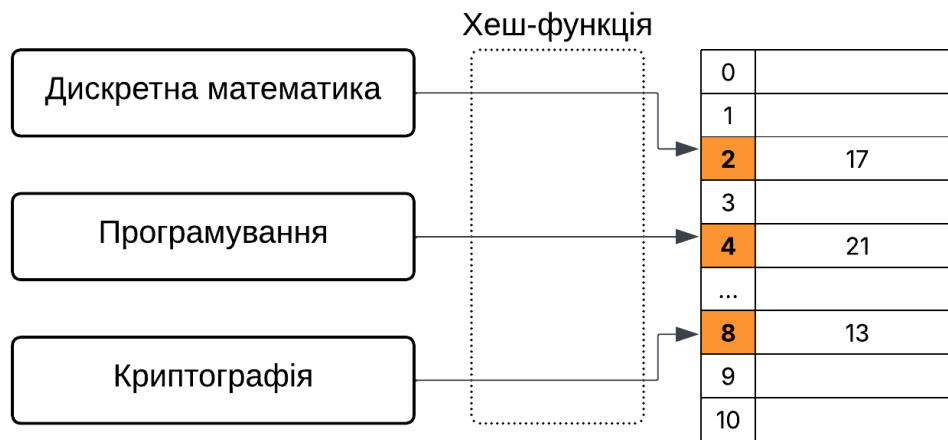 Хеш-функція
Дискретна математика
Програмування
Криптографія
0
1
2 17
3
4 21
...
8 13
9
10